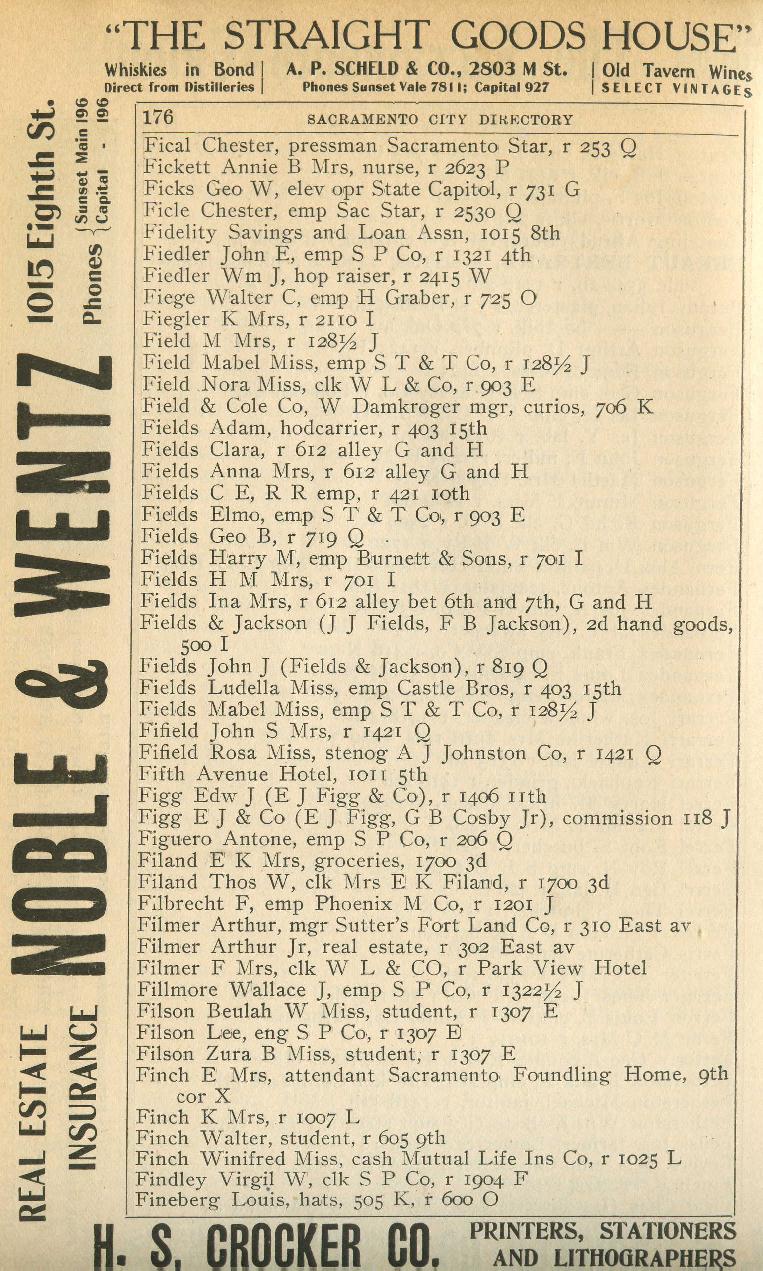 "THE STRAIGHT GOODS HOUSE"
Whiskies in Bond | A. P. SCHELD & CO., 2803 M St. | Old Tavern Wines
Direct from Distilleries | Phones Sunset Vale 7811; Capital 927 | SELECT VINTAGES
176 SACRAMENTO CITY DIRECTORY
Fical Chester, pressman Sacramento Star, r 253 Q
Fickett Annie B Mrs, nurse, r 2623 P
Ficks Geo W, elev opr State Capitol, r 731 G
Ficle Chester, emp Sac Star, r 2530 Q
Fidelity Savings and Loan Assn, 1015 8th
Fiedler John E, emp S P Co, r 1321 4th
Fiedler Wm J, hop raiser, r 2415 W
Fiege Walter C, emp H Graber, r 725 O
Fiegler K Mrs, r 2110 I
Field M Mrs, r 128½ J
Field Mabel Miss, emp S T & T Co, r 128½ J
Field Nora Miss, clk W L & Co, r 903 E
Field & Cole Co, W Damkroger mgr, curios, 706 K
Fields Adam, hodcarrier, r 403 15th
Fields Clara, r 612 alley G and H
Fields Anna Mrs, r 612 alley G and H
Fields C E, R R emp, r 421 10th
Fields Elmo, emp S T & T Co, r 903 E
Fields Geo B, r 719 Q
Fields Harry M, emp Burnett & Sons, r 701 I
Fields H M Mrs, r 701 I
Fields Ina Mrs, r 612 alley bet 6th and 7th, G and H
Fields & Jackson (J J Fields, F B Jackson), 2d hand goods,
500 I
Fields John J (Fields & Jackson), r 819 Q
Fields Ludella Miss, emp Castle Bros, r 403 15th
Fields Mabel Miss, emp S T & T Co, r 128½ J
Fifield John S Mrs, r 1421 Q
Fifield Rosa Miss, stenog A J Johnston Co, r 1421 Q
Fifth Avenue Hotel, 1011 5th
Figg Edw J (E J Figg & Co), r 1406 11th
Figg E J & Co (E J Figg, G B Cosby Jr), commission 118 J
Figuero Antone, emp S P Co, r 206 Q
Filand E K Mrs, groceries, 1700 3d
Filand Thos W, clk Mrs E K Filand, r 1700 3d
Filbrecht F, emp Phoenix M Co, r 1201 J
Filmer Arthur, mgr Sutter's Fort Land Co, r 310 East av
Filmer Arthur Jr, real estate, r 302 East av
Filmer F Mrs, clk W L & CO, r Park View Hotel
Fillmore Wallace J, emp S P Co, r 1322½ J
Filson Beulah W Miss, student, r 1307 E
Filson Lee, eng S P Co, r 1307 E
Filson Zura B Miss, student, r 1307 E
Finch E Mrs, attendant Sacramento Foundling Home, 9th
cor X
Finch K Mrs, r 1007 L
Finch Walter, student, r 605 9th
Finch Winifred Miss, cash Mutual Life Ins Co, r 1025 L
Findley Virgil W, clk S P Co, r 1904 F
Fineberg Louis, hats, 505 K, r 600 O
REAL ESTATE
INSURANCE
NOBLE & WENTZ
1015 Eighth St.
Phones { Sunset Main 196
Capital - 196
H. S. CROCKER CO.
PRINTERS, STATIONERS
AND LITHOGRAPHERS